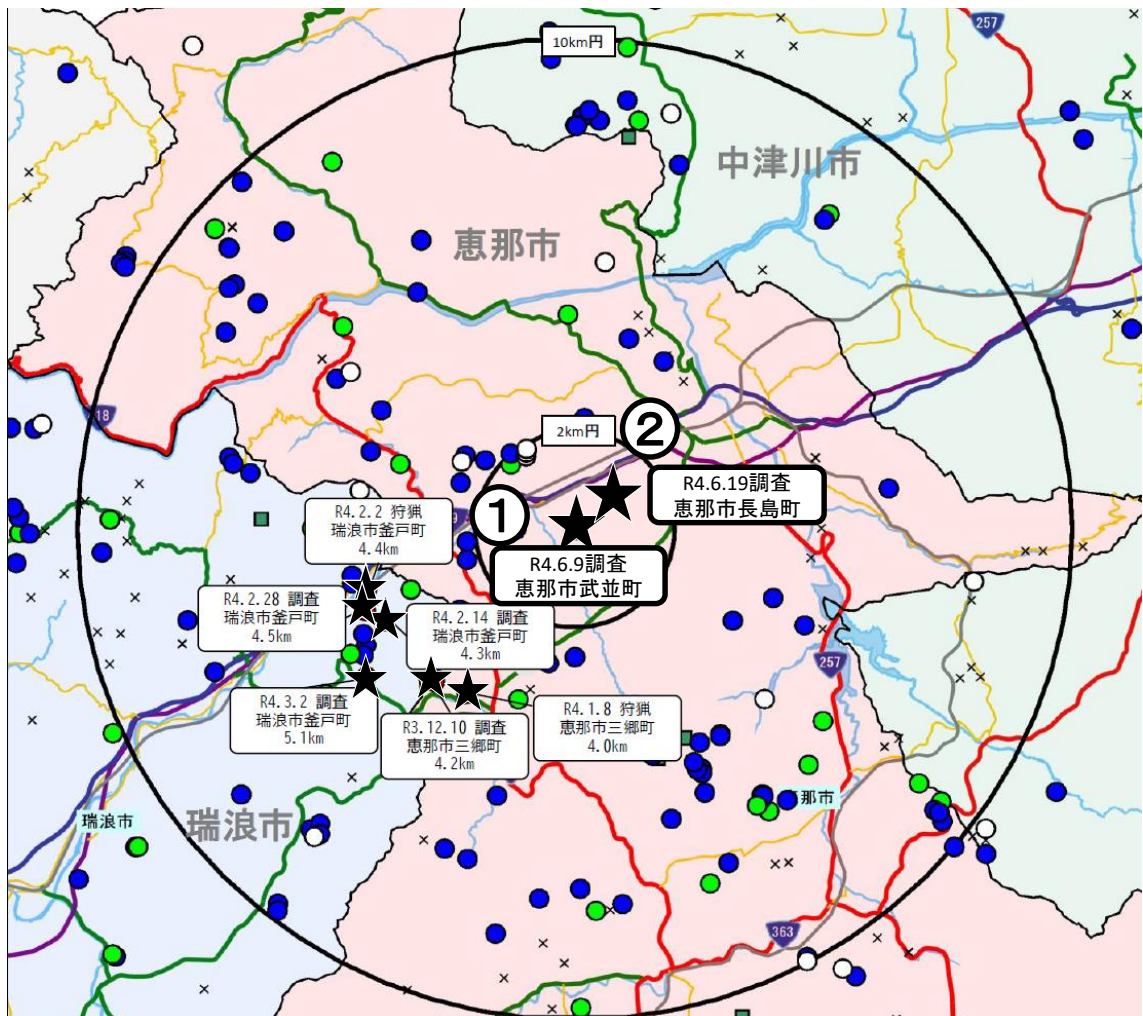 10km円
257
中津川市
恵那市
18
2km円
②
①
R4.6.19調査
恵那市長島町
R4.2.2 狩猟
瑞浪市釜戸町
4.4km
R4.6.9調査
恵那市武並町
R4.2.28 調査
瑞浪市釜戸町
4.5km
R4.2.14 調査
瑞浪市釜戸町
4.3km
257
R4.3.2 調査
瑞浪市釜戸町
5.1km
R3.12.10 調査
恵那市三郷町
4.2km
R4.1.8 狩猟
恵那市三郷町
4.0km
那市
瑞浪市
瑞浪市
363